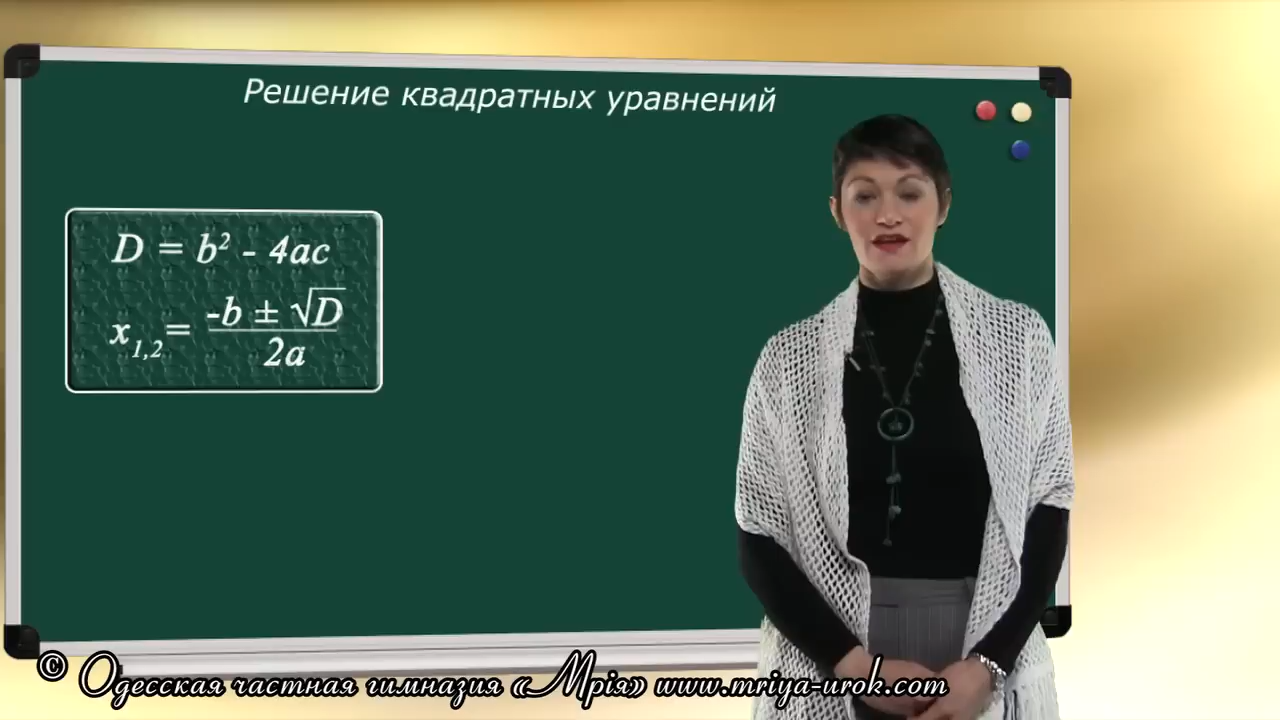 Решение квадратных уравнений
D = b² - 4ac
x₁,₂ = -b ± √D
2a
© Одесская частная гимназия «Мрія» www.mriya-urok.com